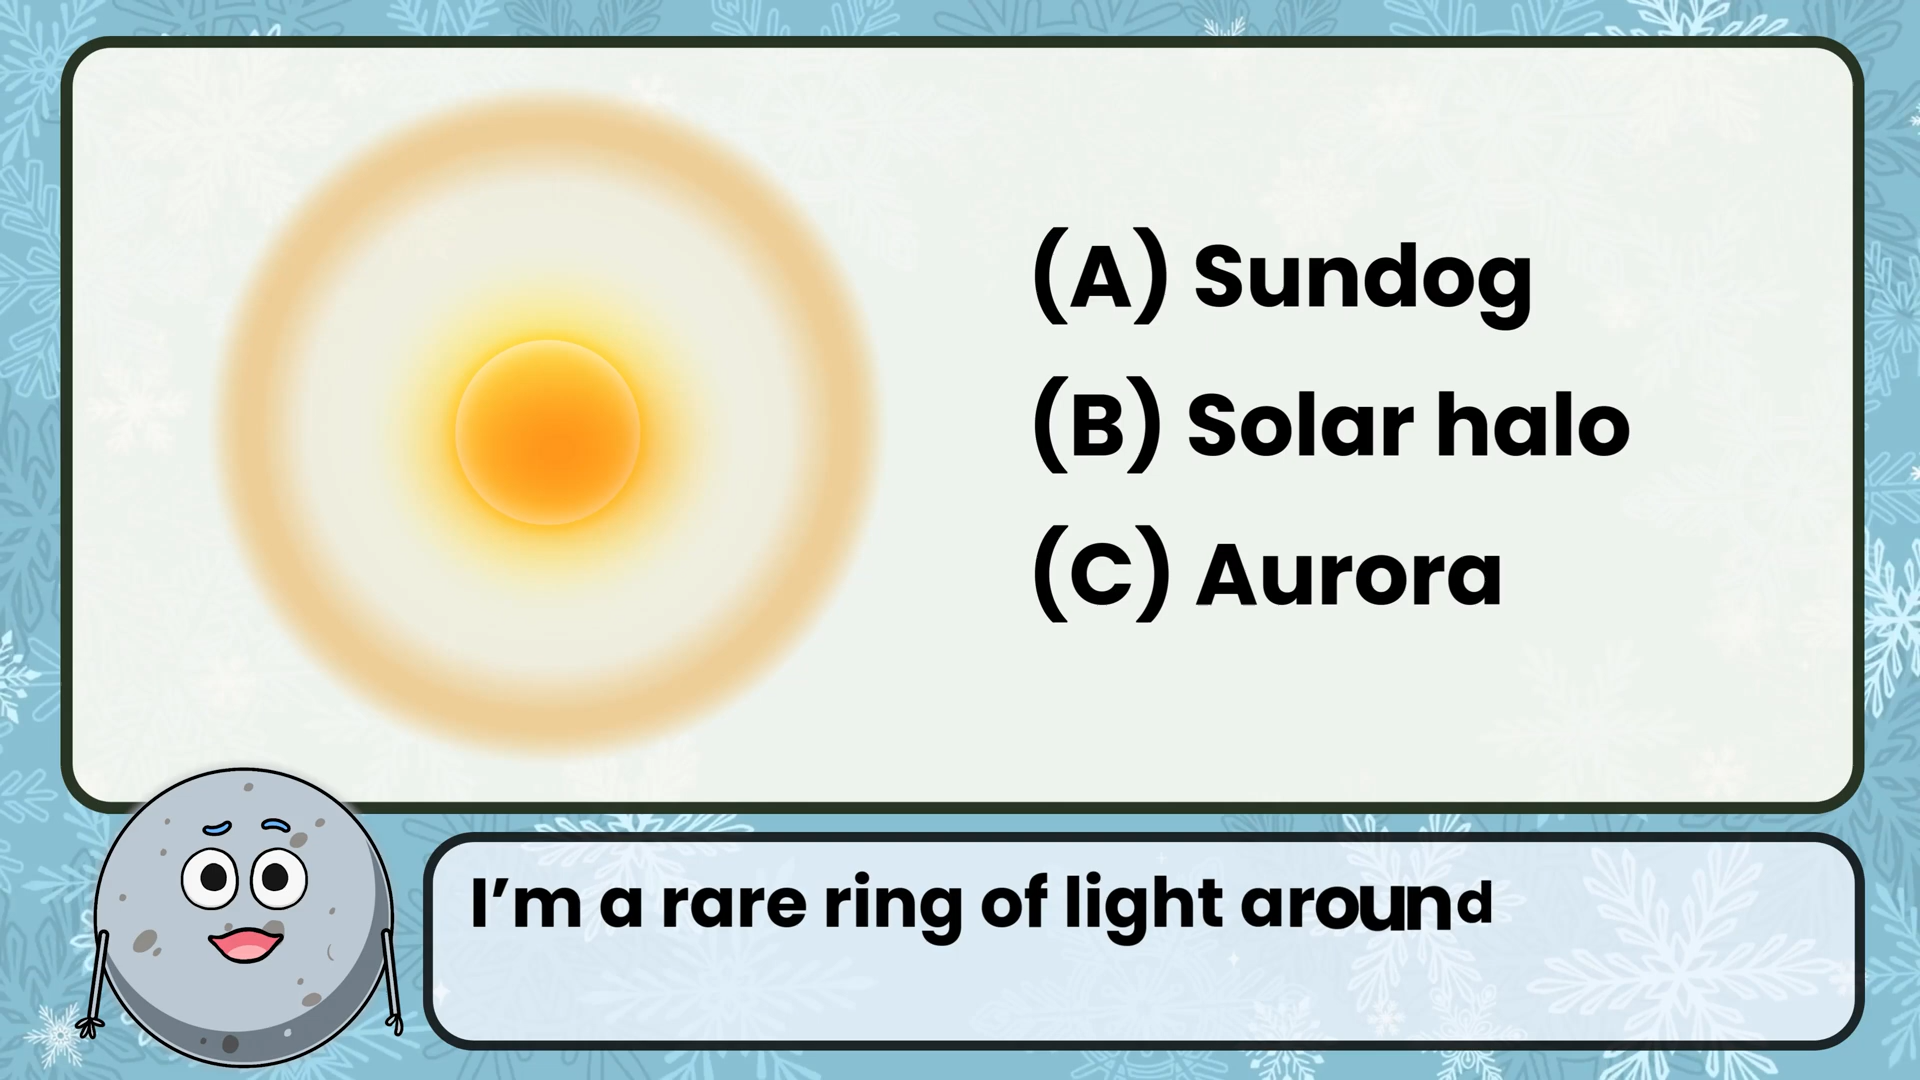 (A) Sundog
(B) Solar halo
(C) Aurora
I’m a rare ring of light around